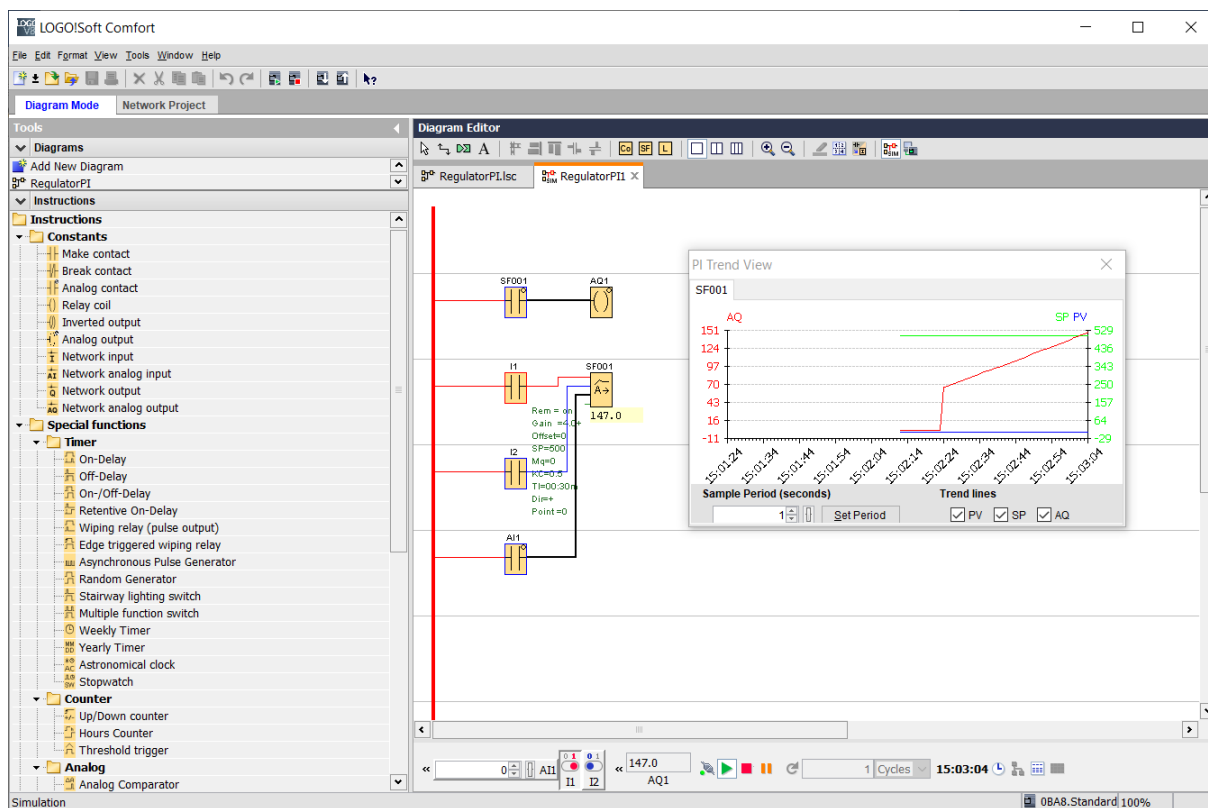 LOGO!Soft Comfort
File Edit Format View Tools Window Help
Diagram Mode Network Project
Tools
Diagrams
Add New Diagram
RegulatorPI
Instructions
Instructions
Constants
Make contact
Break contact
Analog contact
Relay coil
Inverted output
Analog output
Network input
Network analog input
Network output
Network analog output
Special functions
Timer
On-Delay
Off-Delay
On-/Off-Delay
Retentive On-Delay
Wiping relay (pulse output)
Edge triggered wiping relay
Asynchronous Pulse Generator
Random Generator
Stairway lighting switch
Multiple function switch
Weekly Timer
Yearly Timer
Astronomical clock
Stopwatch
Counter
Up/Down counter
Hours Counter
Threshold trigger
Analog
Analog Comparator
Diagram Editor
RegulatorPI.lsc RegulatorPI1
SF001 AQ1
I1 SF001
147.0
Rem = on
Gain =4.0+
Offset=0
SP=500
Mq=0
KC=0.5
TI=00:30m
Dir=+
Point=0
I2
AI1
PI Trend View
SF001
AQ SP PV
151 529
124 436
97 343
70 250
43 157
16 64
-11 -29
15:01:24 15:01:34 15:01:44 15:01:54 15:02:04 15:02:14 15:02:24 15:02:34 15:02:44 15:02:54 15:03:04
Sample Period (seconds) Trend lines
1 Set Period PV SP AQ
0 AI1 0 1 I1 0 1 I2 147.0 AQ1 1 Cycles 15:03:04
Simulation 0BA8.Standard 100%